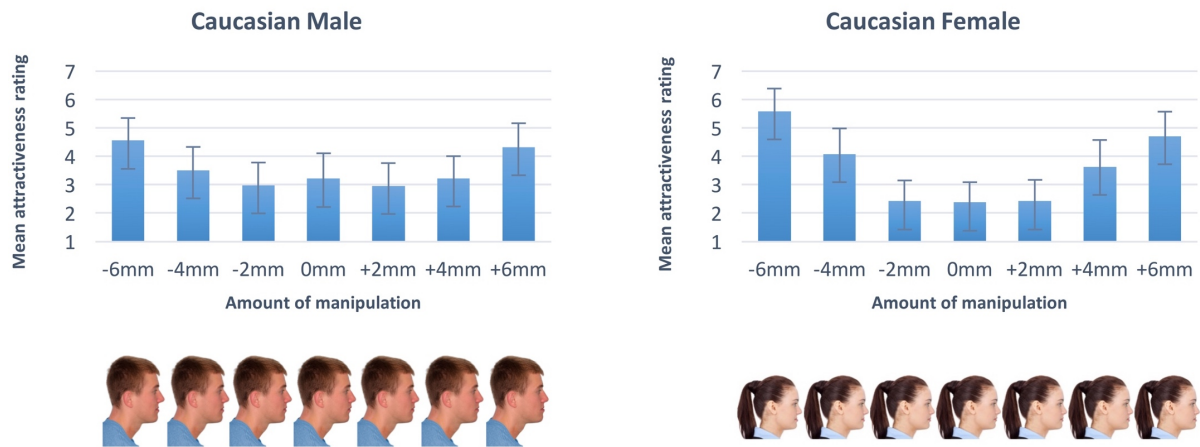 Caucasian Male
Mean attractiveness rating
7
6
5
4
3
2
1
-6mm -4mm -2mm 0mm +2mm +4mm +6mm
Amount of manipulation
Caucasian Female
Mean attractiveness rating
7
6
5
4
3
2
1
-6mm -4mm -2mm 0mm +2mm +4mm +6mm
Amount of manipulation